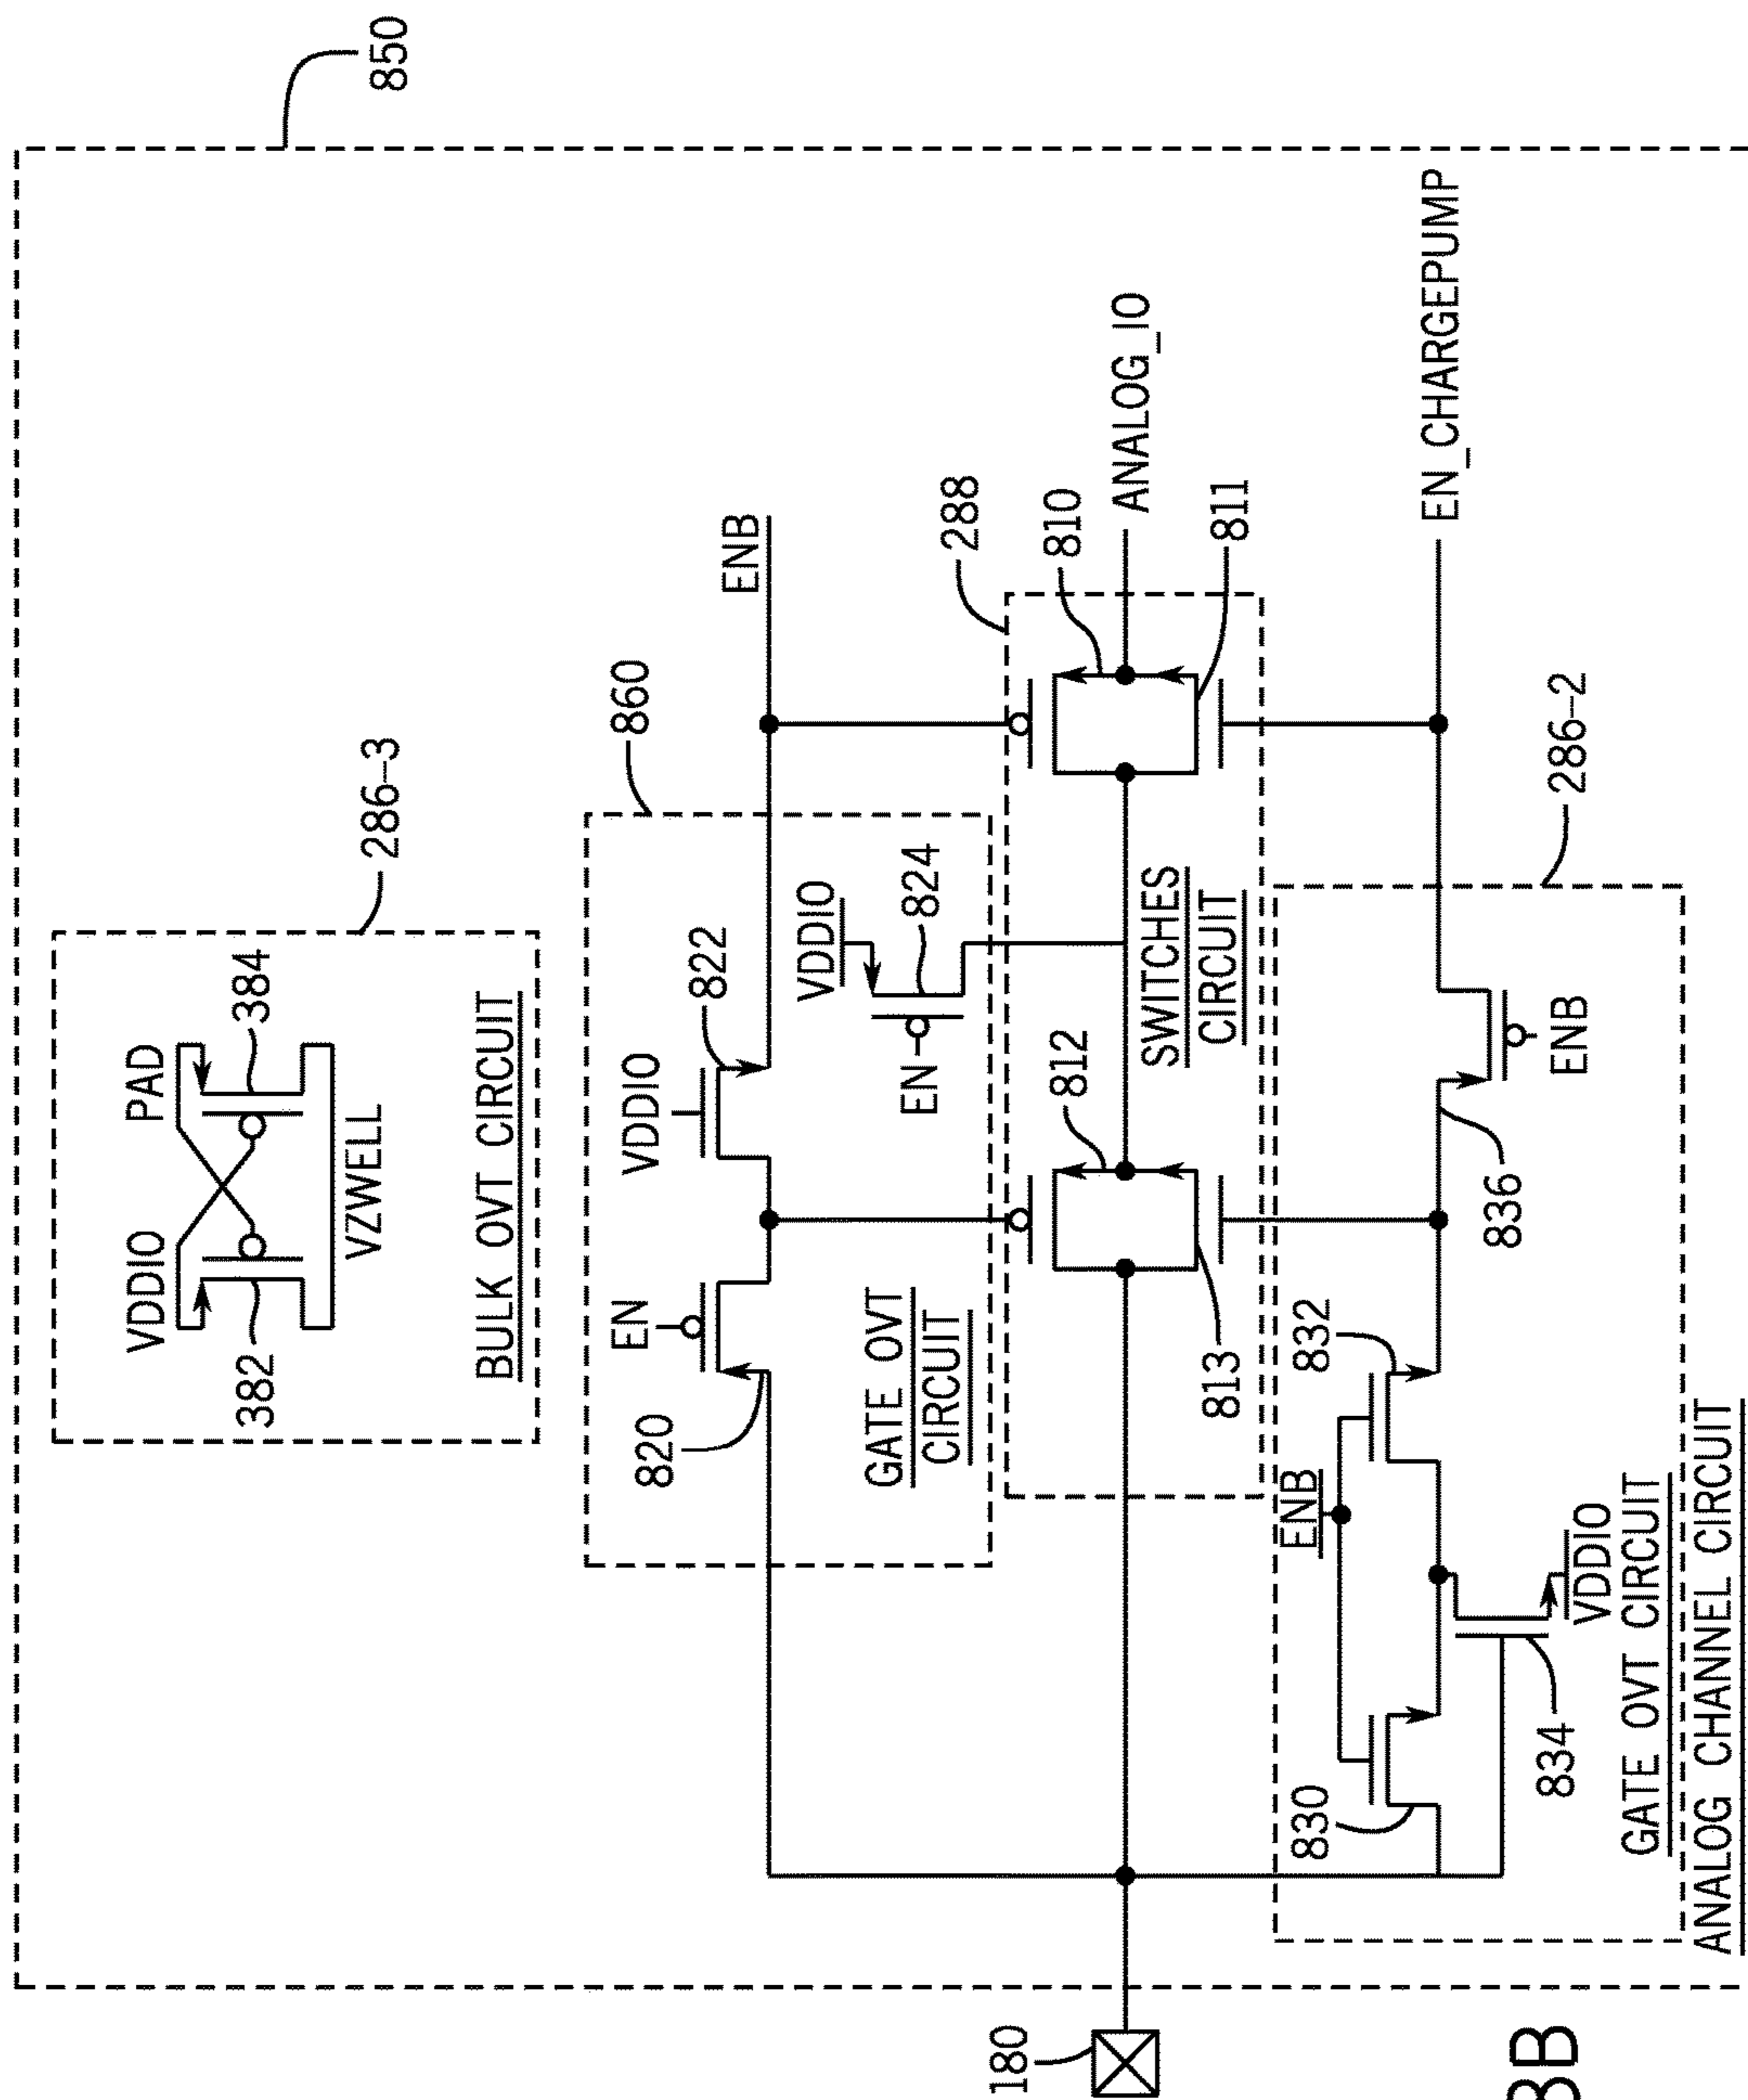 850
286-3
VDDIO
PAD
382
384
VZWELL
BULK OVT CIRCUIT
860
EN
VDDIO
822
ENB
820
VDDIO
824
EN
GATE OVT
CIRCUIT
288
180
812
810
ANALOG_IO
SWITCHES
CIRCUIT
813
811
ENB
830
832
836
ENB
286-2
EN_CHARGEPUMP
834
VDDIO
GATE OVT CIRCUIT
ANALOG CHANNEL CIRCUIT